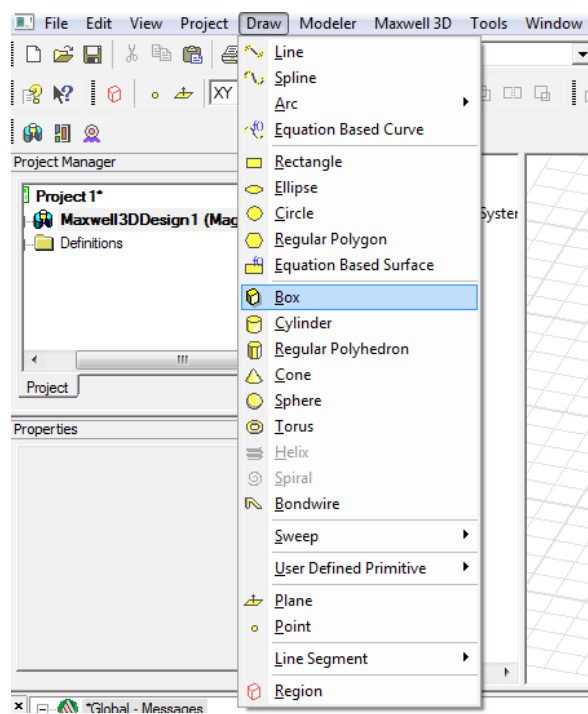 File Edit View Project Draw Modeler Maxwell 3D Tools Window
Line
Spline
XY
Arc
Equation Based Curve
Project Manager
Rectangle
Project1*
Ellipse
Maxwell3DDesign1 (Mag
Circle
Syster
Definitions
Regular Polygon
Equation Based Surface
Box
Cylinder
Regular Polyhedron
Cone
Project
Sphere
Properties
Torus
Helix
Spiral
Bondwire
Sweep
User Defined Primitive
Plane
Point
Line Segment
Region
*Global - Messages